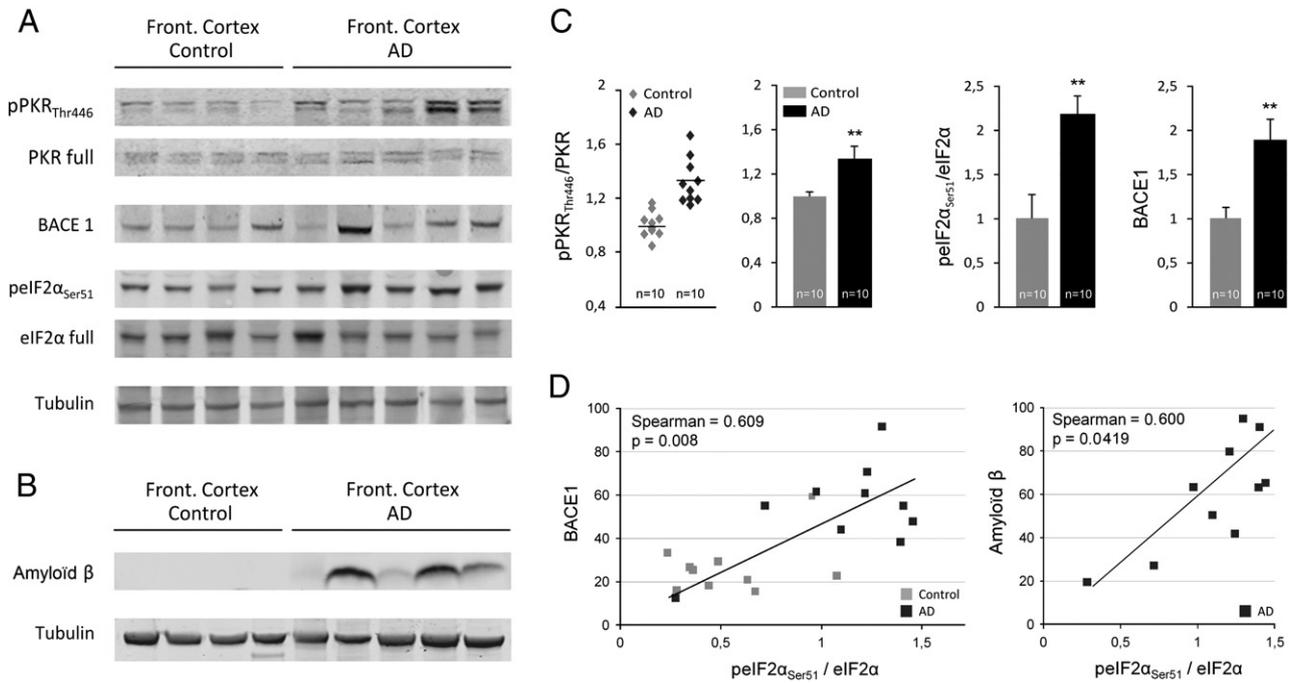 A
Front. Cortex
Control
Front. Cortex
AD
pPKRThr446
PKR full
BACE 1
peIF2αSer51
eIF2α full
Tubulin
B
Front. Cortex
Control
Front. Cortex
AD
Amyloïd β
Tubulin
C
pPKRThr446/PKR
2
1,6
1,2
0,8
0,4
Control
AD
n=10
n=10
2
1,6
1,2
0,8
0,4
0
Control
AD
**
n=10
n=10
peIF2αSer51/eIF2α
2,5
2
1,5
1
0,5
0
**
n=10
n=10
BACE1
2,5
2
1,5
1
0,5
0
**
n=10
n=10
D
BACE1
100
80
60
40
20
0
Spearman = 0.609
p = 0.008
Control
AD
0
0,5
1
1,5
peIF2αSer51 / eIF2α
Amyloïd β
100
80
60
40
20
0
Spearman = 0.600
p = 0.0419
AD
0
0,5
1
1,5
peIF2αSer51 / eIF2α